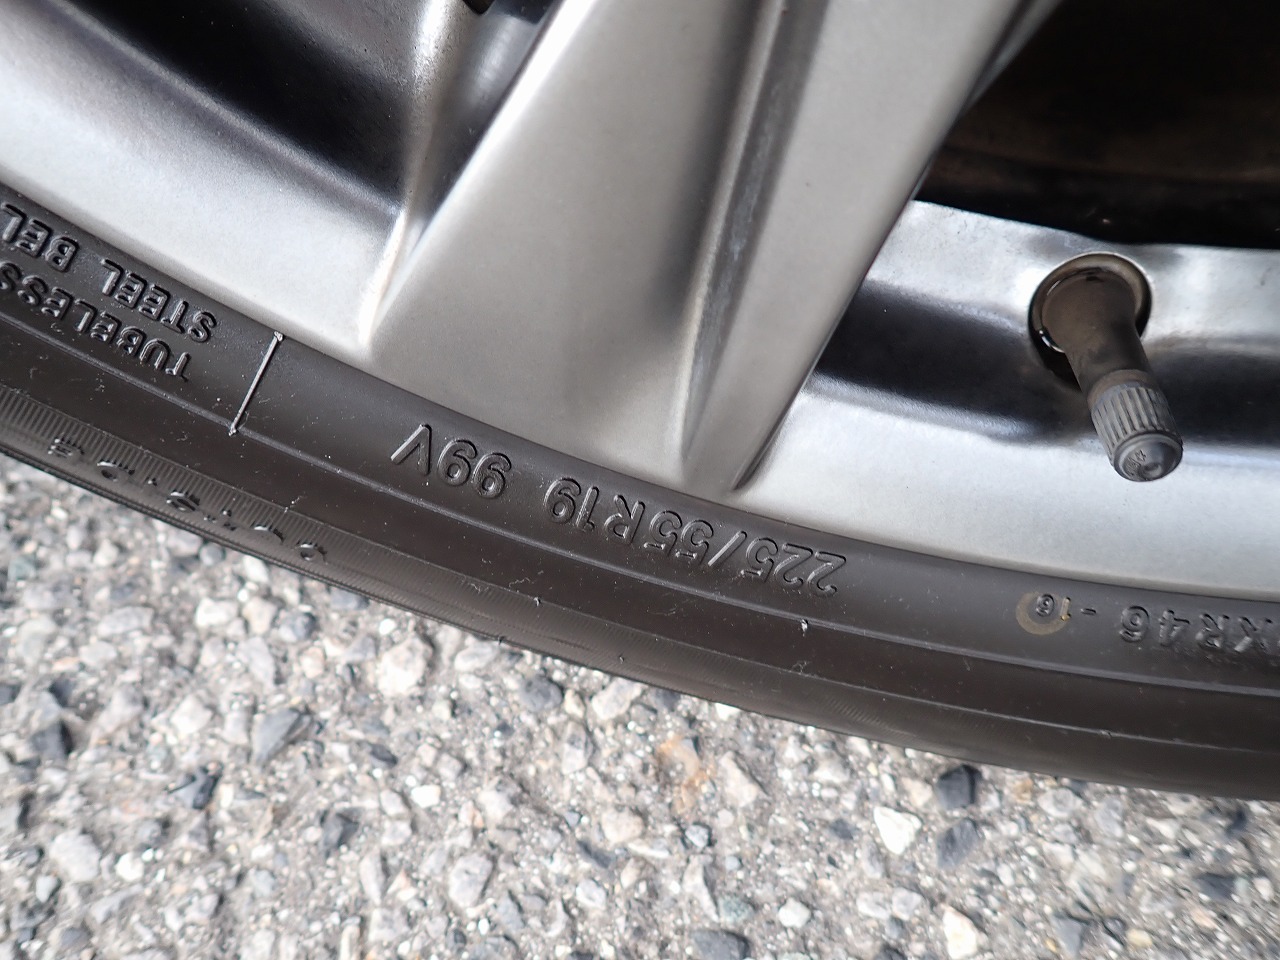 XR46 - 16
225/55R19 99V
TUBELESS
STEEL BEL